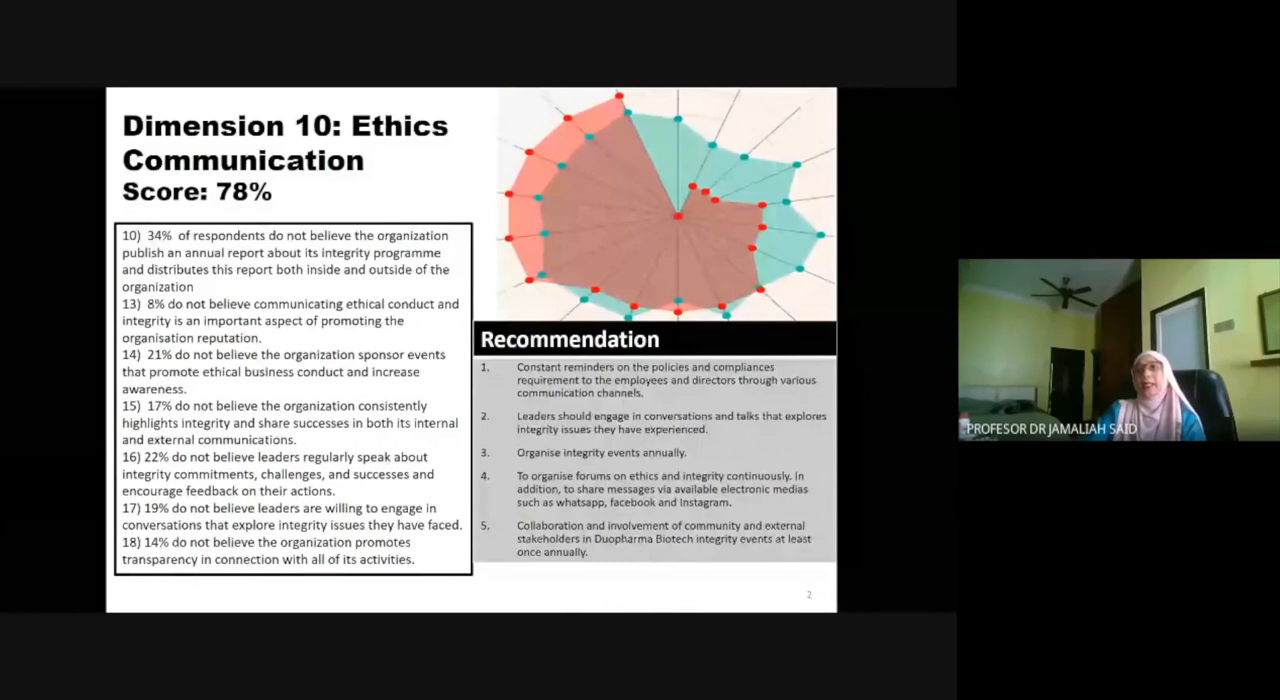 Dimension 10: Ethics
Communication
Score: 78%
10) 34% of respondents do not believe the organization
publish an annual report about its integrity programme
and distributes this report both inside and outside of the
organization
13) 8% do not believe communicating ethical conduct and
integrity is an important aspect of promoting the
organisation reputation.
14) 21% do not believe the organization sponsor events
that promote ethical business conduct and increase
awareness.
15) 17% do not believe the organization consistently
highlights integrity and share successes in both its internal
and external communications.
16) 22% do not believe leaders regularly speak about
integrity commitments, challenges, and successes and
encourage feedback on their actions.
17) 19% do not believe leaders are willing to engage in
conversations that explore integrity issues they have faced.
18) 14% do not believe the organization promotes
transparency in connection with all of its activities.
Recommendation
1. Constant reminders on the policies and compliances
requirement to the employees and directors through various
communication channels.
2. Leaders should engage in conversations and talks that explores
integrity issues they have experienced.
3. Organise integrity events annually.
4. To organise forums on ethics and integrity continuously. In
addition, to share messages via available electronic medias
such as whatsapp, facebook and Instagram.
5. Collaboration and involvement of community and external
stakeholders in Duopharma Biotech integrity events at least
once annually.
2
PROFESOR DR JAMALIAH SAID